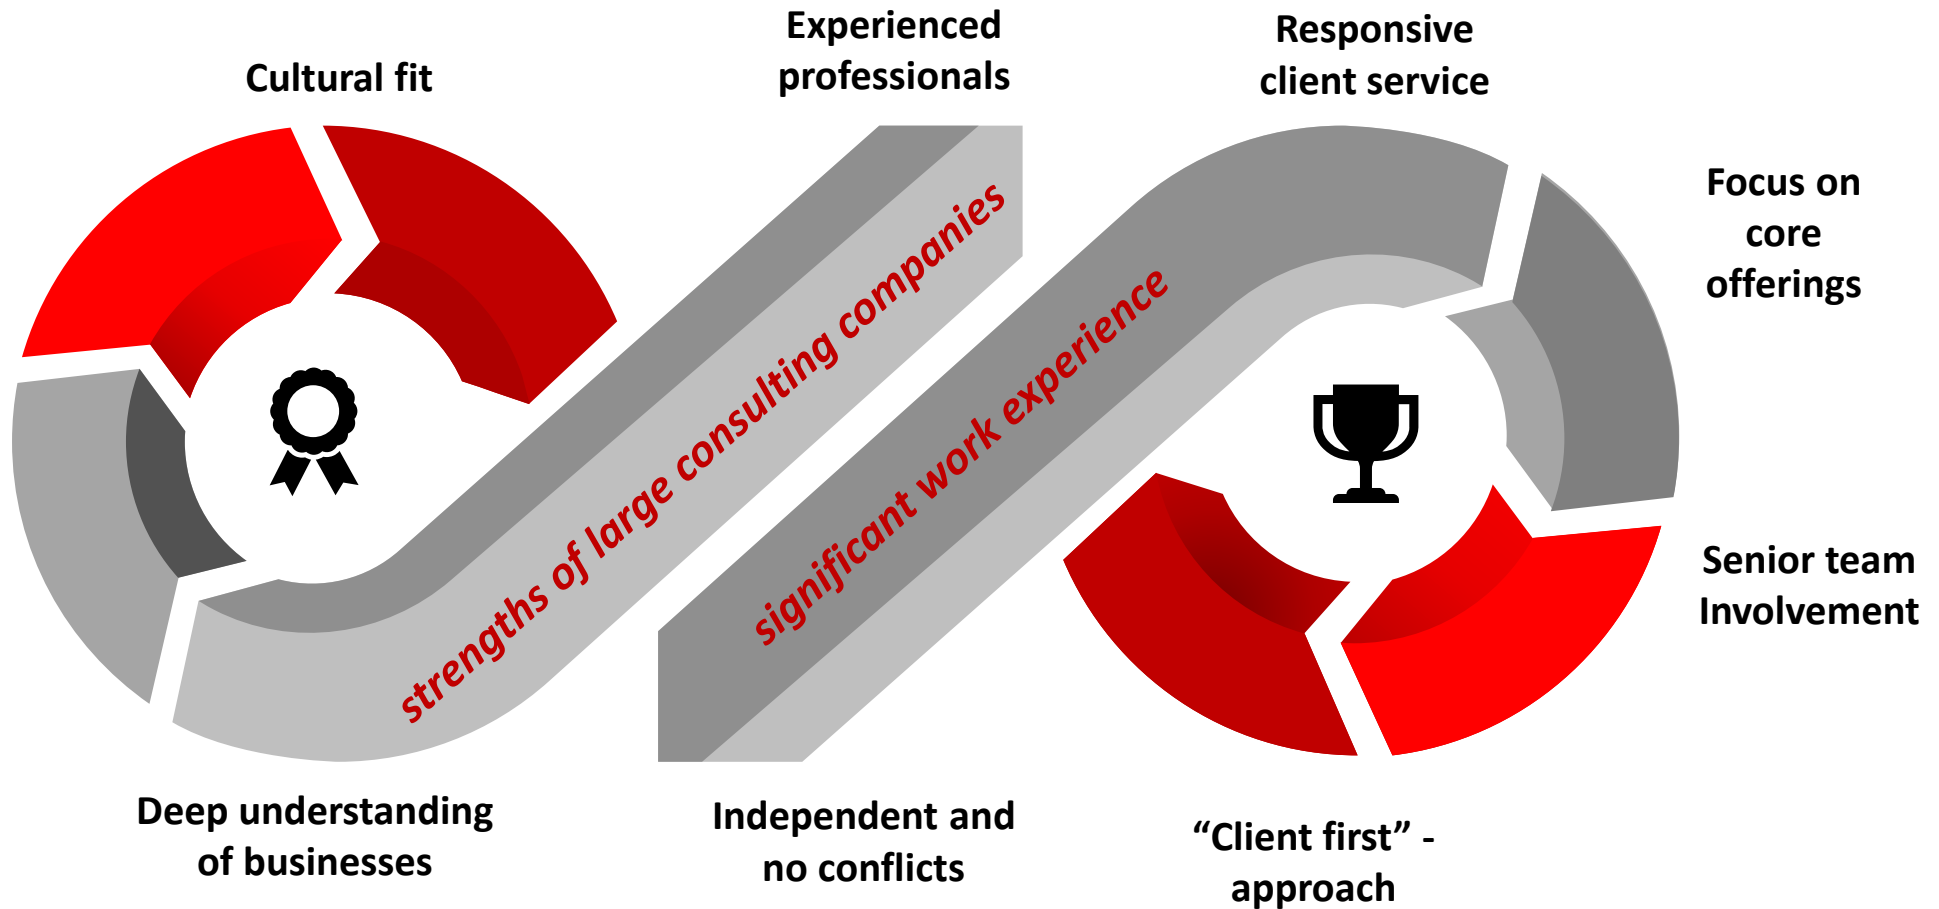 Cultural fit
Experienced
professionals
Responsive
client service
Focus on
core
offerings
strengths of large consulting companies
significant work experience
Senior team
Involvement
Deep understanding
of businesses
Independent and
no conflicts
“Client first” -
approach